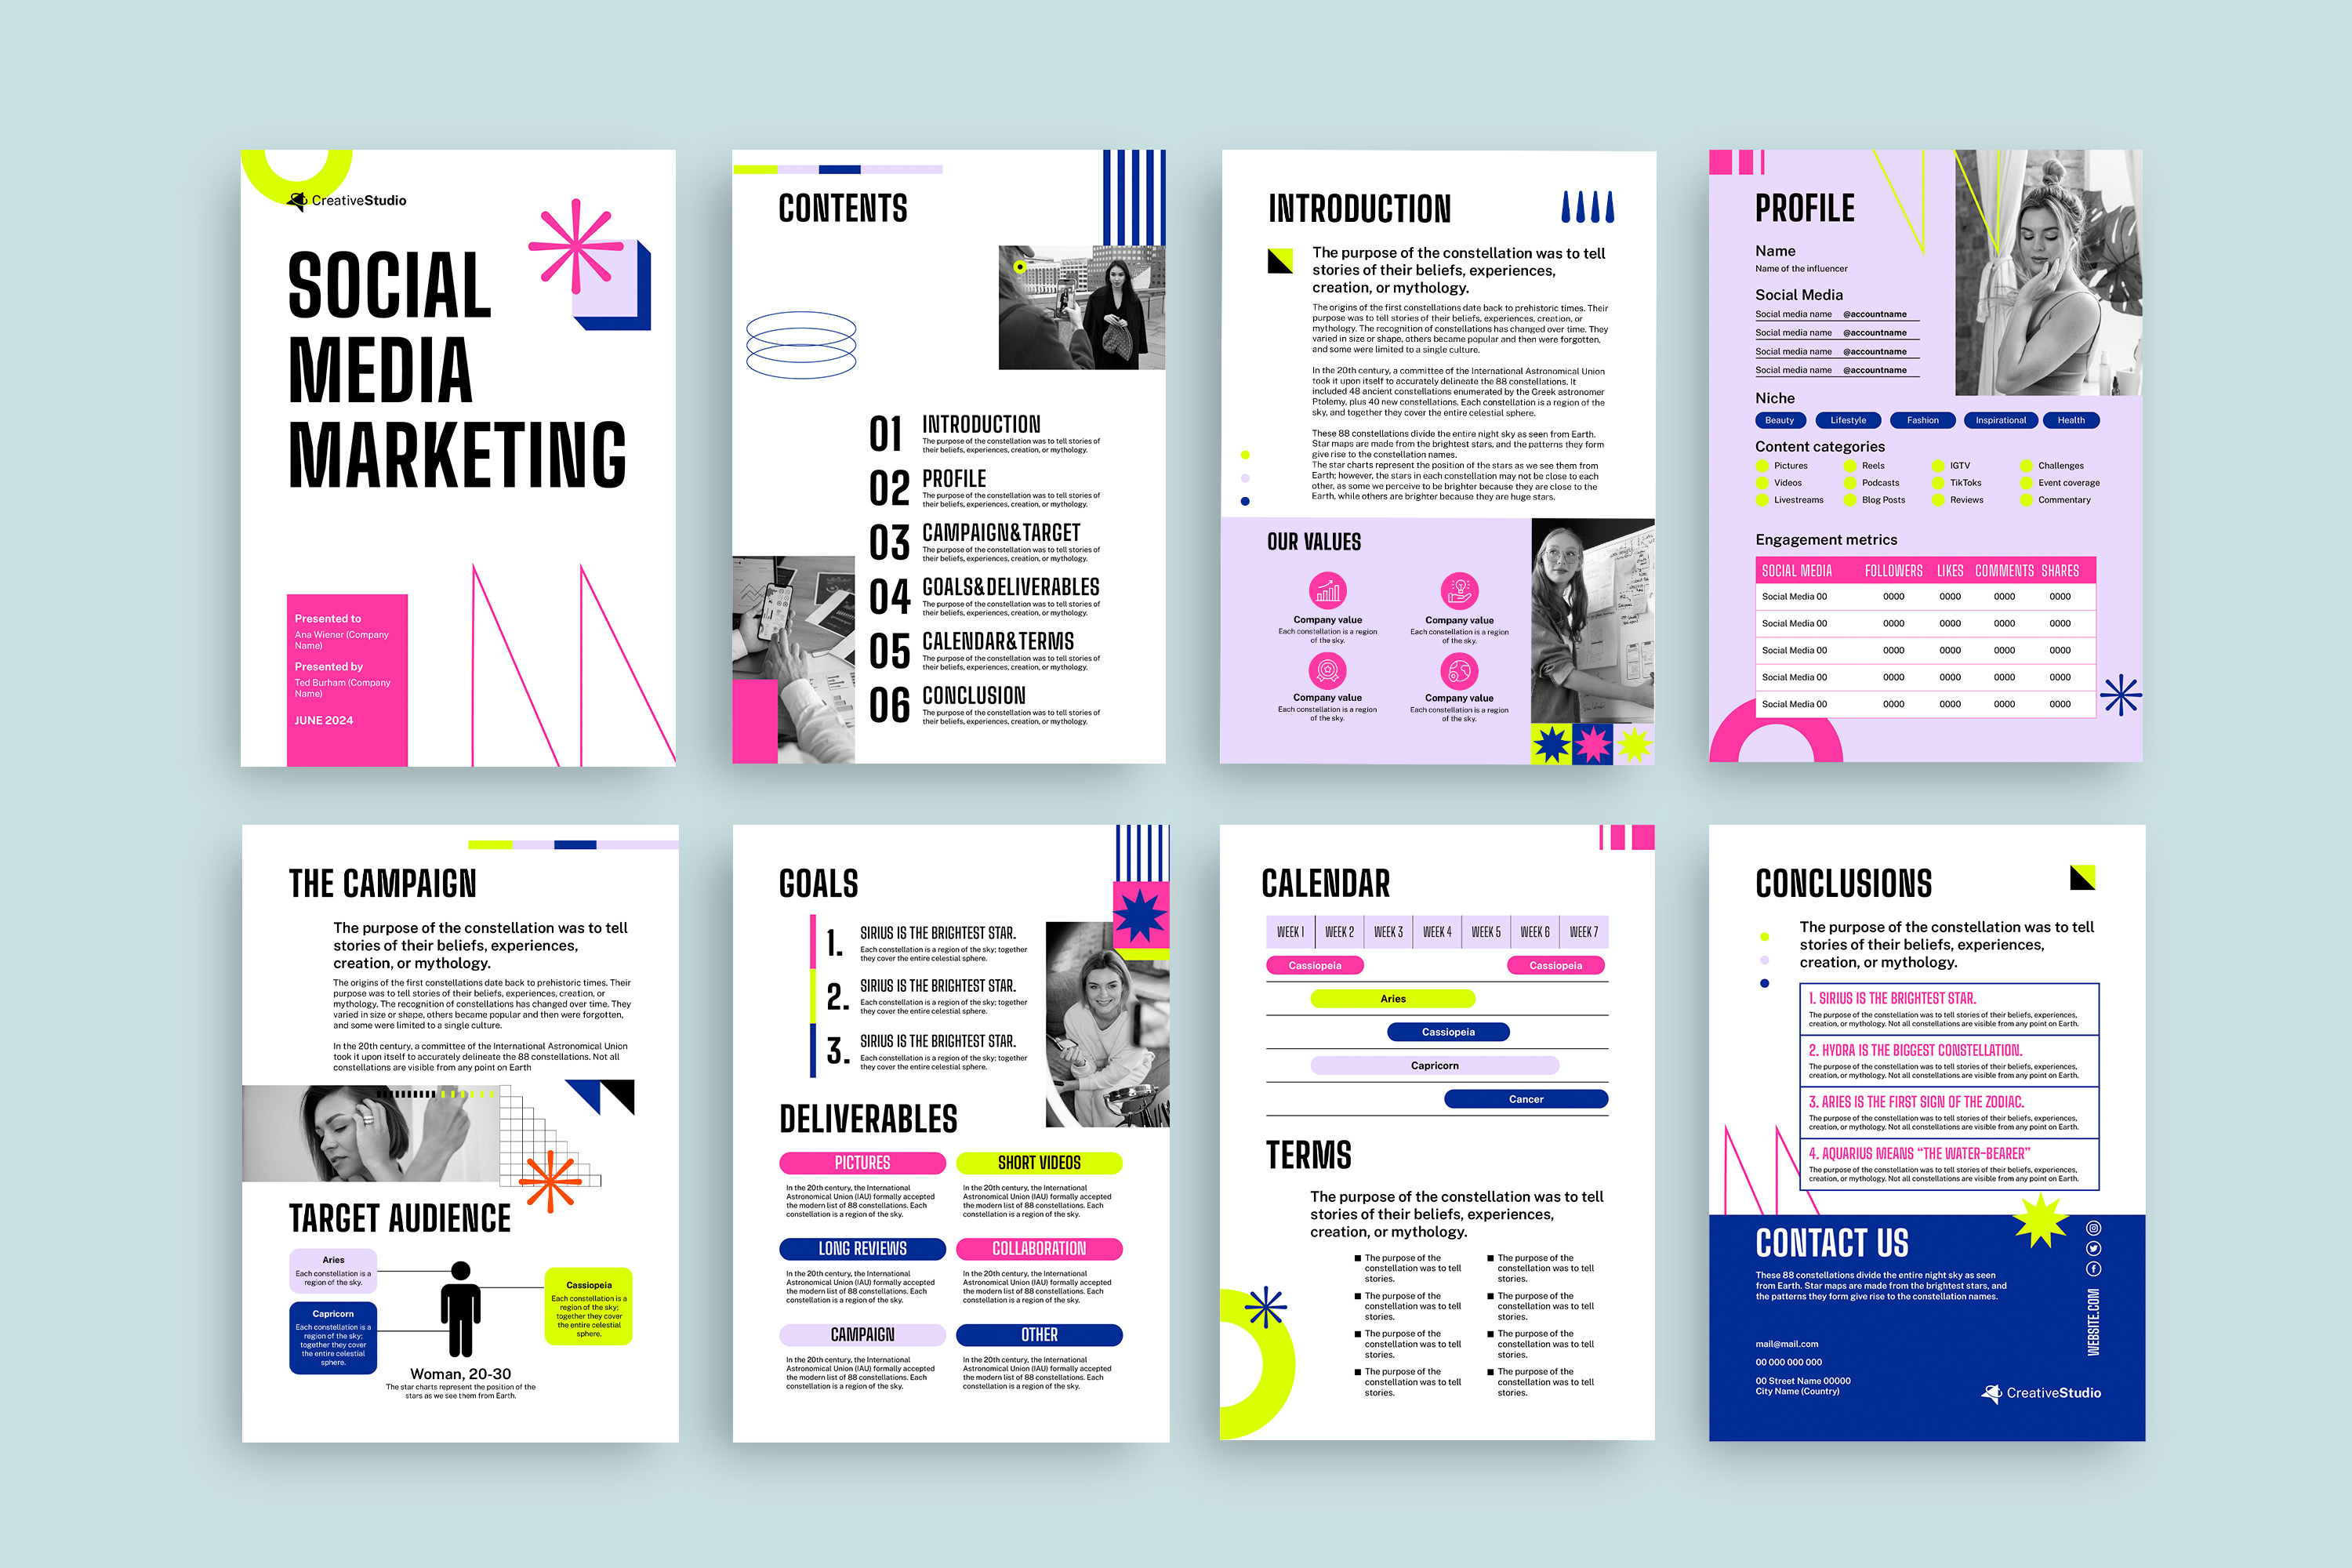 CreativeStudio
SOCIAL
MEDIA
MARKETING
Presented to
Ana Wiener (Company
Name)
Presented by
Ted Burham (Company
Name)
JUNE 2024
CONTENTS
01 INTRODUCTION
The purpose of the constellation was to tell stories of
their beliefs, experiences, creation, or mythology.
02 PROFILE
The purpose of the constellation was to tell stories of
their beliefs, experiences, creation, or mythology.
03 CAMPAIGN&TARGET
The purpose of the constellation was to tell stories of
their beliefs, experiences, creation, or mythology.
04 GOALS&DELIVERABLES
The purpose of the constellation was to tell stories of
their beliefs, experiences, creation, or mythology.
05 CALENDAR&TERMS
The purpose of the constellation was to tell stories of
their beliefs, experiences, creation, or mythology.
06 CONCLUSION
The purpose of the constellation was to tell stories of
their beliefs, experiences, creation, or mythology.
INTRODUCTION
The purpose of the constellation was to tell
stories of their beliefs, experiences,
creation, or mythology.
The origins of the first constellations date back to prehistoric times. Their
purpose was to tell stories of their beliefs, experiences, creation, or
mythology. The recognition of constellations has changed over time. They
varied in size or shape, others became popular and then were forgotten,
and some were limited to a single culture.
In the 20th century, a committee of the International Astronomical Union
took it upon itself to accurately delineate the 88 constellations. It
included 48 ancient constellations enumerated by the Greek astronomer
Ptolemy, plus 40 new constellations. Each constellation is a region of the
sky, and together they cover the entire celestial sphere.
These 88 constellations divide the entire night sky as seen from Earth.
Star maps are made from the brightest stars, and the patterns they form
give rise to the constellation names.
The star charts represent the position of the stars as we see them from
Earth; however, the stars in each constellation may not be close to each
other, as some we perceive to be brighter because they are close to the
Earth, while others are brighter because they are huge stars.
OUR VALUES
Company value
Each constellation is a region
of the sky.
Company value
Each constellation is a region
of the sky.
Company value
Each constellation is a region
of the sky.
Company value
Each constellation is a region
of the sky.
PROFILE
Name
Name of the influencer
Social Media
Social media name @accountname
Social media name @accountname
Social media name @accountname
Social media name @accountname
Niche
Beauty Lifestyle Fashion Inspirational Health
Content categories
Pictures Reels IGTV Challenges
Videos Podcasts TikToks Event coverage
Livestreams Blog Posts Reviews Commentary
Engagement metrics
SOCIAL MEDIA FOLLOWERS LIKES COMMENTS SHARES
Social Media 00 0000 0000 0000 0000
Social Media 00 0000 0000 0000 0000
Social Media 00 0000 0000 0000 0000
Social Media 00 0000 0000 0000 0000
Social Media 00 0000 0000 0000 0000
THE CAMPAIGN
The purpose of the constellation was to tell
stories of their beliefs, experiences,
creation, or mythology.
The origins of the first constellations date back to prehistoric times. Their
purpose was to tell stories of their beliefs, experiences, creation, or
mythology. The recognition of constellations has changed over time. They
varied in size or shape, others became popular and then were forgotten,
and some were limited to a single culture.
In the 20th century, a committee of the International Astronomical Union
took it upon itself to accurately delineate the 88 constellations. Not all
constellations are visible from any point on Earth
TARGET AUDIENCE
Aries
Each constellation is a
region of the sky.
Capricorn
Each constellation is a
region of the sky;
together they cover
the entire celestial
sphere.
Cassiopeia
Each constellation is a
region of the sky;
together they cover
the entire celestial
sphere.
Woman, 20-30
The star charts represent the position of the
stars as we see them from Earth.
GOALS
1. SIRIUS IS THE BRIGHTEST STAR.
Each constellation is a region of the sky; together
they cover the entire celestial sphere.
2. SIRIUS IS THE BRIGHTEST STAR.
Each constellation is a region of the sky; together
they cover the entire celestial sphere.
3. SIRIUS IS THE BRIGHTEST STAR.
Each constellation is a region of the sky; together
they cover the entire celestial sphere.
DELIVERABLES
PICTURES
In the 20th century, the International
Astronomical Union (IAU) formally accepted
the modern list of 88 constellations. Each
constellation is a region of the sky.
SHORT VIDEOS
In the 20th century, the International
Astronomical Union (IAU) formally accepted
the modern list of 88 constellations. Each
constellation is a region of the sky.
LONG REVIEWS
In the 20th century, the International
Astronomical Union (IAU) formally accepted
the modern list of 88 constellations. Each
constellation is a region of the sky.
COLLABORATION
In the 20th century, the International
Astronomical Union (IAU) formally accepted
the modern list of 88 constellations. Each
constellation is a region of the sky.
CAMPAIGN
In the 20th century, the International
Astronomical Union (IAU) formally accepted
the modern list of 88 constellations. Each
constellation is a region of the sky.
OTHER
In the 20th century, the International
Astronomical Union (IAU) formally accepted
the modern list of 88 constellations. Each
constellation is a region of the sky.
CALENDAR
WEEK 1 WEEK 2 WEEK 3 WEEK 4 WEEK 5 WEEK 6 WEEK 7
Cassiopeia Cassiopeia
Aries
Cassiopeia
Capricorn
Cancer
TERMS
The purpose of the constellation was to tell
stories of their beliefs, experiences,
creation, or mythology.
The purpose of the
constellation was to tell
stories.
The purpose of the
constellation was to tell
stories.
The purpose of the
constellation was to tell
stories.
The purpose of the
constellation was to tell
stories.
The purpose of the
constellation was to tell
stories.
The purpose of the
constellation was to tell
stories.
The purpose of the
constellation was to tell
stories.
The purpose of the
constellation was to tell
stories.
CONCLUSIONS
The purpose of the constellation was to tell
stories of their beliefs, experiences,
creation, or mythology.
1. SIRIUS IS THE BRIGHTEST STAR.
The purpose of the constellation was to tell stories of their beliefs, experiences,
creation, or mythology. Not all constellations are visible from any point on Earth.
2. HYDRA IS THE BIGGEST CONSTELLATION.
The purpose of the constellation was to tell stories of their beliefs, experiences,
creation, or mythology. Not all constellations are visible from any point on Earth.
3. ARIES IS THE FIRST SIGN OF THE ZODIAC.
The purpose of the constellation was to tell stories of their beliefs, experiences,
creation, or mythology. Not all constellations are visible from any point on Earth.
4. AQUARIUS MEANS “THE WATER-BEARER”
The purpose of the constellation was to tell stories of their beliefs, experiences,
creation, or mythology. Not all constellations are visible from any point on Earth.
CONTACT US
These 88 constellations divide the entire night sky as seen
from Earth. Star maps are made from the brightest stars, and
the patterns they form give rise to the constellation names.
mail@mail.com
00 000 000 000
00 Street Name 00000
City Name (Country)
WEBSITE.COM
CreativeStudio